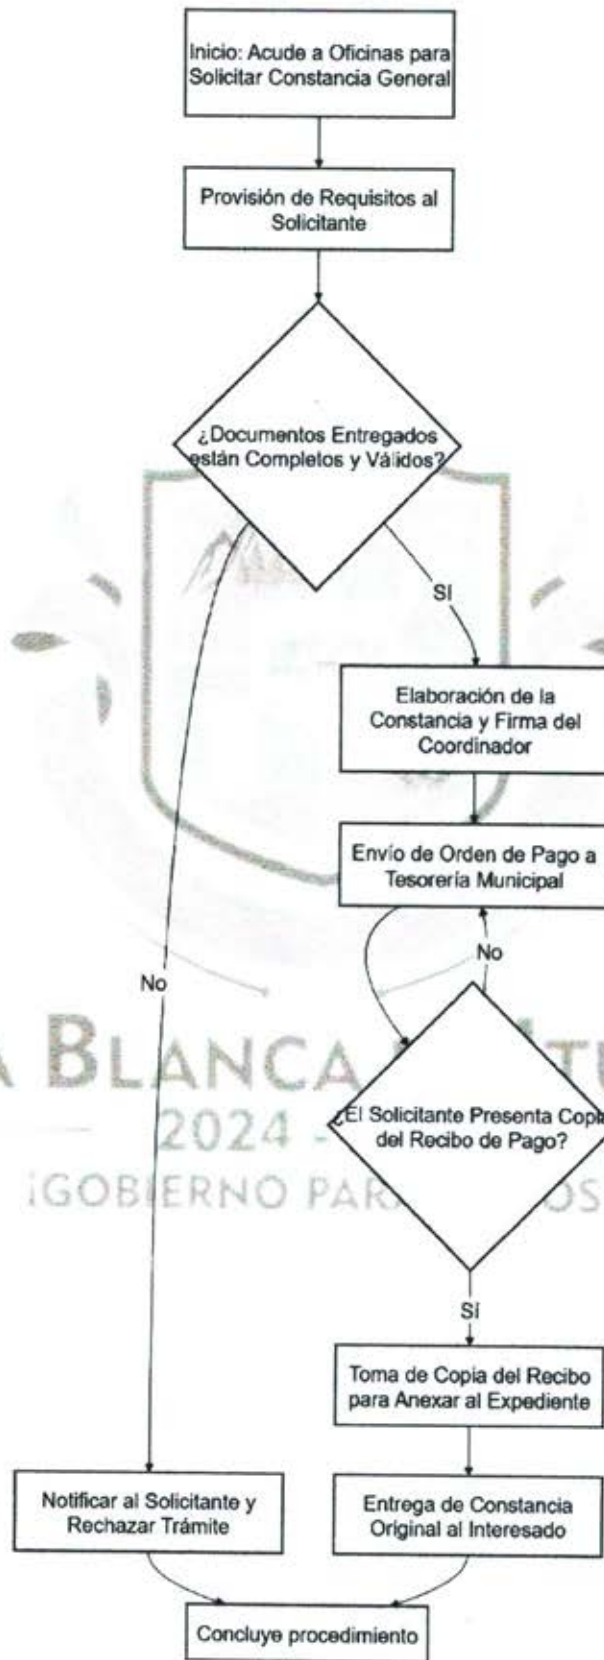 Inicio: Acude a Oficinas para
Solicitar Constancia General
Provisión de Requisitos al
Solicitante
¿Documentos Entregados
están Completos y Válidos?
SI
Elaboración de la
Constancia y Firma del
Coordinador
Envío de Orden de Pago a
Tesorería Municipal
No
No
A BLANCA
2024 -
¡GOBIERNO PARA
¿El Solicitante Presenta Copia
del Recibo de Pago?
Sí
Toma de Copia del Recibo
para Anexar al Expediente
Notificar al Solicitante y
Rechazar Trámite
Entrega de Constancia
Original al Interesado
Concluye procedimiento